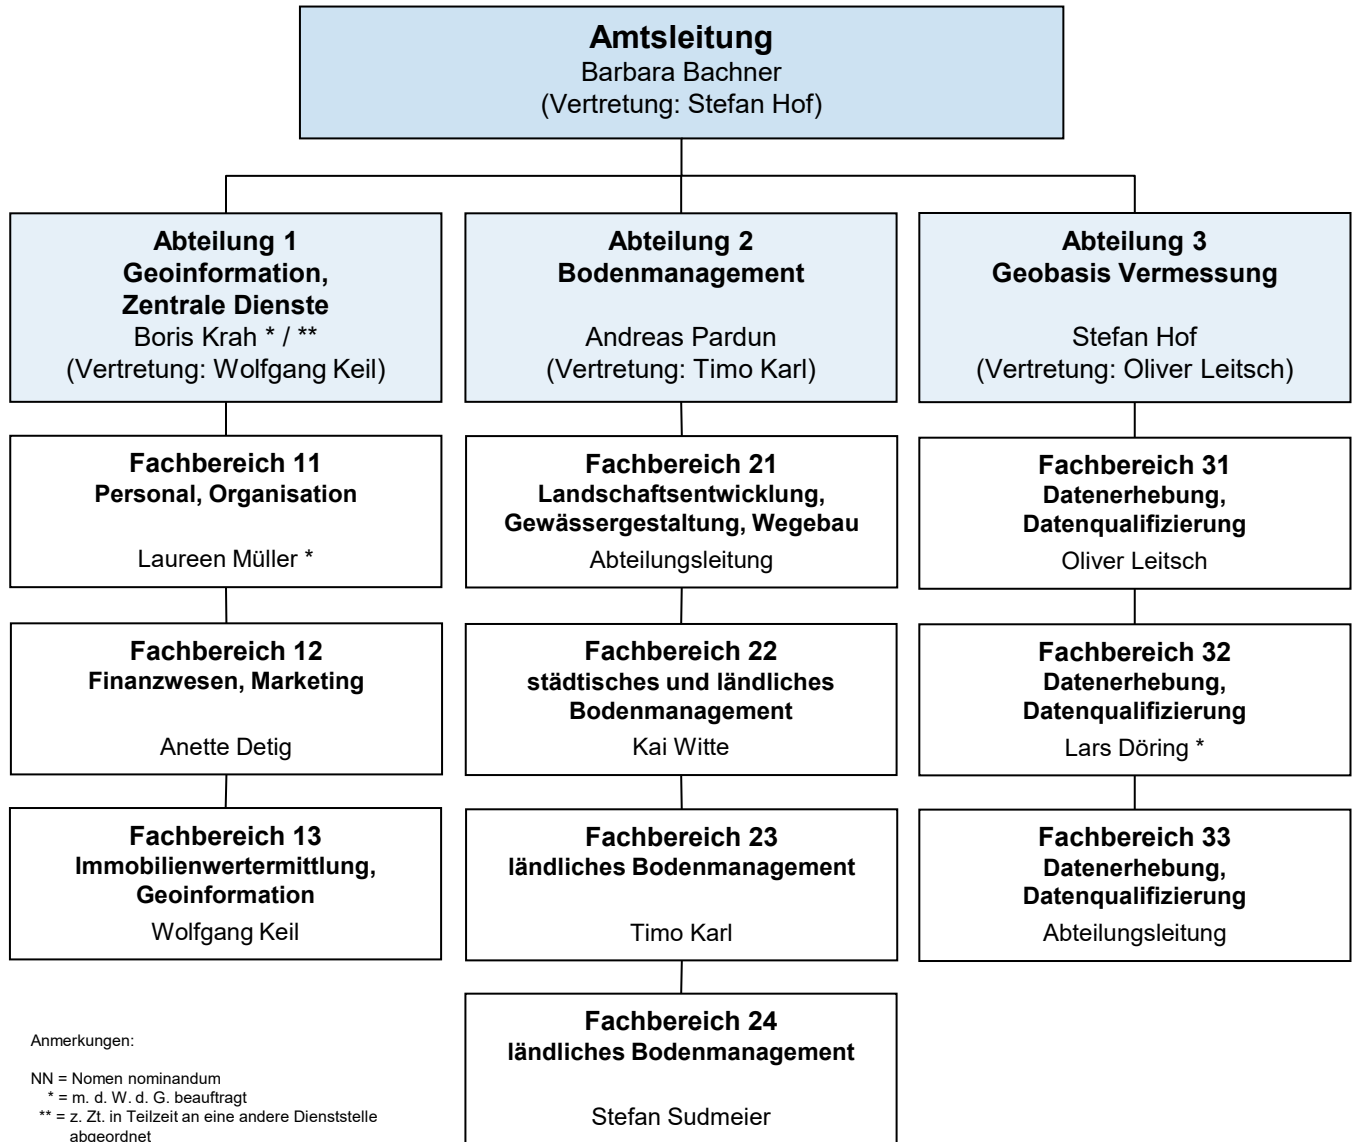 Amtsleitung
Barbara Bachner
(Vertretung: Stefan Hof)
Abteilung 1
Geoinformation,
Zentrale Dienste
Boris Krah * / **
(Vertretung: Wolfgang Keil)
Fachbereich 11
Personal, Organisation
Laureen Müller *
Fachbereich 12
Finanzwesen, Marketing
Anette Detig
Fachbereich 13
Immobilienwertermittlung,
Geoinformation
Wolfgang Keil
Abteilung 2
Bodenmanagement
Andreas Pardun
(Vertretung: Timo Karl)
Fachbereich 21
Landschaftsentwicklung,
Gewässergestaltung, Wegebau
Abteilungsleitung
Fachbereich 22
städtisches und ländliches
Bodenmanagement
Kai Witte
Fachbereich 23
ländliches Bodenmanagement
Timo Karl
Fachbereich 24
ländliches Bodenmanagement
Stefan Sudmeier
Abteilung 3
Geobasis Vermessung
Stefan Hof
(Vertretung: Oliver Leitsch)
Fachbereich 31
Datenerhebung,
Datenqualifizierung
Oliver Leitsch
Fachbereich 32
Datenerhebung,
Datenqualifizierung
Lars Döring *
Fachbereich 33
Datenerhebung,
Datenqualifizierung
Abteilungsleitung
Anmerkungen:
NN = Nomen nominandum
* = m. d. W. d. G. beauftragt
** = z. Zt. in Teilzeit an eine andere Dienststelle
abgeordnet